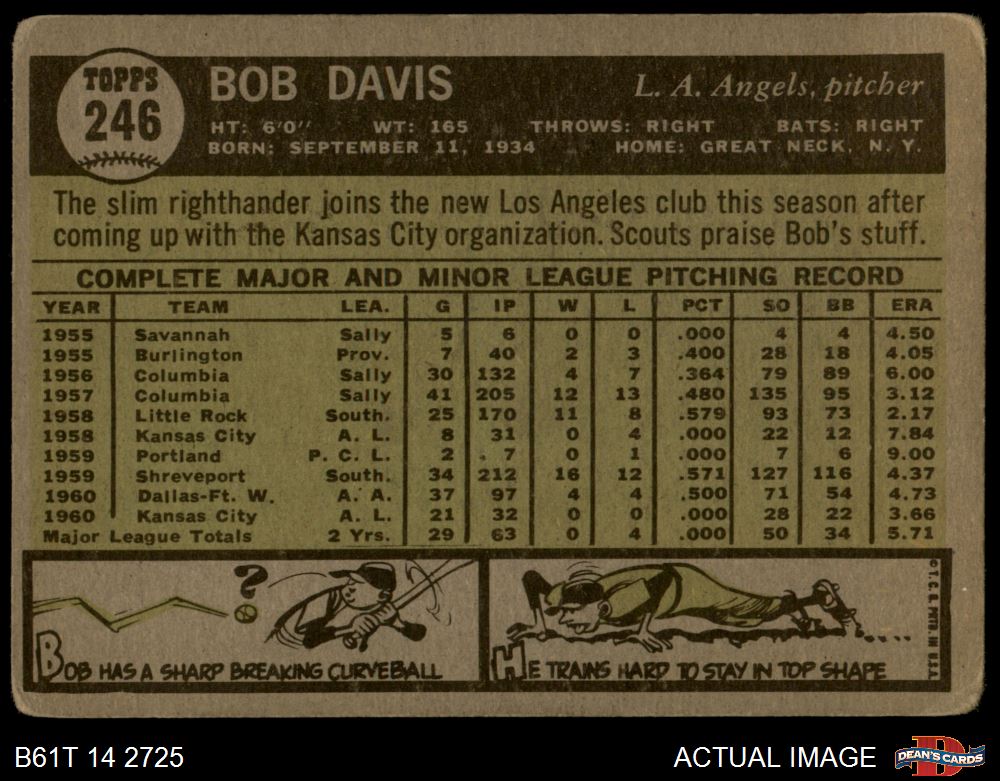 TOPPS
246
BOB DAVIS
L. A. Angels, pitcher
HT: 6'0" WT: 165 THROWS: RIGHT BATS: RIGHT
BORN: SEPTEMBER 11, 1934 HOME: GREAT NECK, N. Y.
The slim righthander joins the new Los Angeles club this season after
coming up with the Kansas City organization. Scouts praise Bob's stuff.
COMPLETE MAJOR AND MINOR LEAGUE PITCHING RECORD
YEAR TEAM LEA. G IP W L PCT SO BB ERA
1955 Savannah Sally 5 6 0 0 .000 4 4 4.50
1955 Burlington Prov. 7 40 2 3 .400 28 18 4.05
1956 Columbia Sally 30 132 4 7 .364 79 89 6.00
1957 Columbia Sally 41 205 12 13 .480 135 95 3.12
1958 Little Rock South. 25 170 11 8 .579 93 73 2.17
1958 Kansas City A. L. 8 31 0 4 .000 22 12 7.84
1959 Portland P. C. L. 2 7 0 1 .000 7 6 9.00
1959 Shreveport South. 34 212 16 12 .571 127 116 4.37
1960 Dallas-Ft. W. A. A. 37 97 4 4 .500 71 54 4.73
1960 Kansas City A. L. 21 32 0 0 .000 28 22 3.66
Major League Totals 2 Yrs. 29 63 0 4 .000 50 34 5.71
?
BOB HAS A SHARP BREAKING CURVEBALL
HE TRAINS HARD TO STAY IN TOP SHAPE
© T. C. G. PRTD. IN U.S.A.
B61T 14 2725
ACTUAL IMAGE
D
DEAN'S CARDS